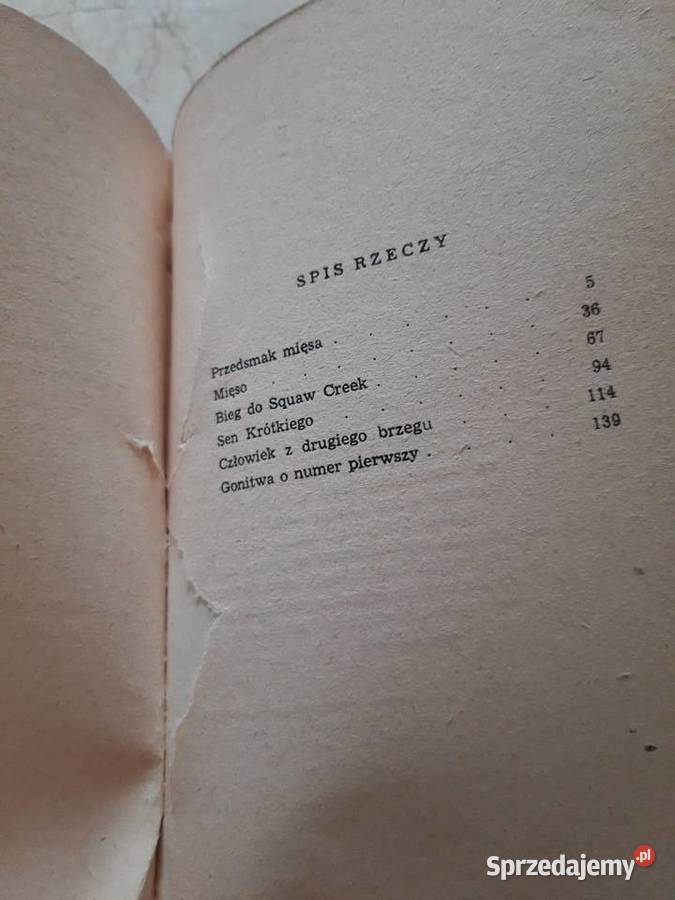 SPIS RZECZY
Przedsmak mięsa . . . . . . 5
Mięso . . . . . . . 36
Bieg do Squaw Creek . . . . . 67
Sen Krótkiego . . . . . . 94
Człowiek z drugiego brzegu . . . . 114
Gonitwa o numer pierwszy . . . . 139
Sprzedajemy.pl